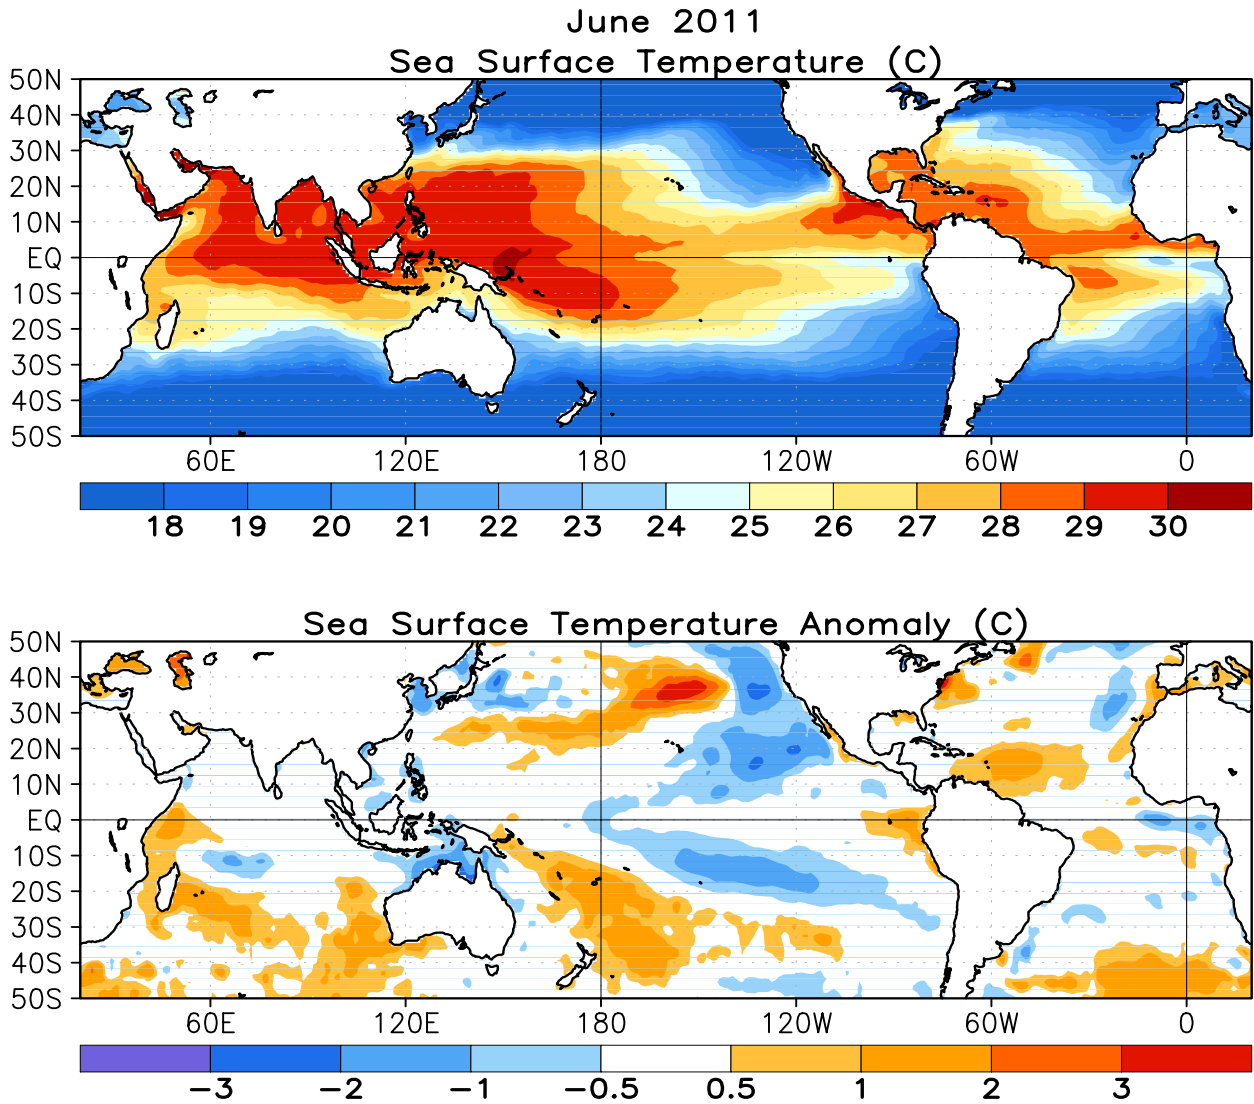 June 2011
Sea Surface Temperature (C)
50N
40N
30N
20N
10N
EQ
10S
20S
30S
40S
50S
60E 120E 180 120W 60W 0
18 19 20 21 22 23 24 25 26 27 28 29 30
Sea Surface Temperature Anomaly (C)
50N
40N
30N
20N
10N
EQ
10S
20S
30S
40S
50S
60E 120E 180 120W 60W 0
-3 -2 -1 -0.5 0.5 1 2 3